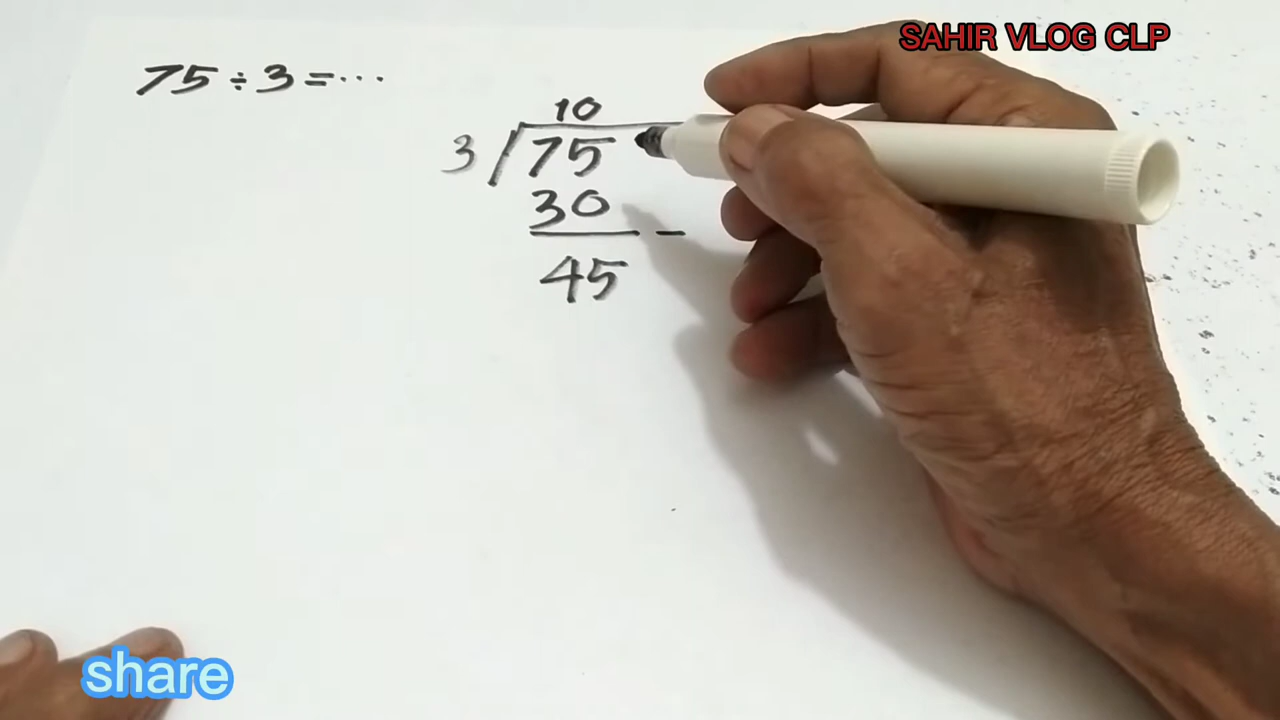 SAHIR VLOG CLP
75 ÷ 3 = ...
10
3 75
30
—
45
share